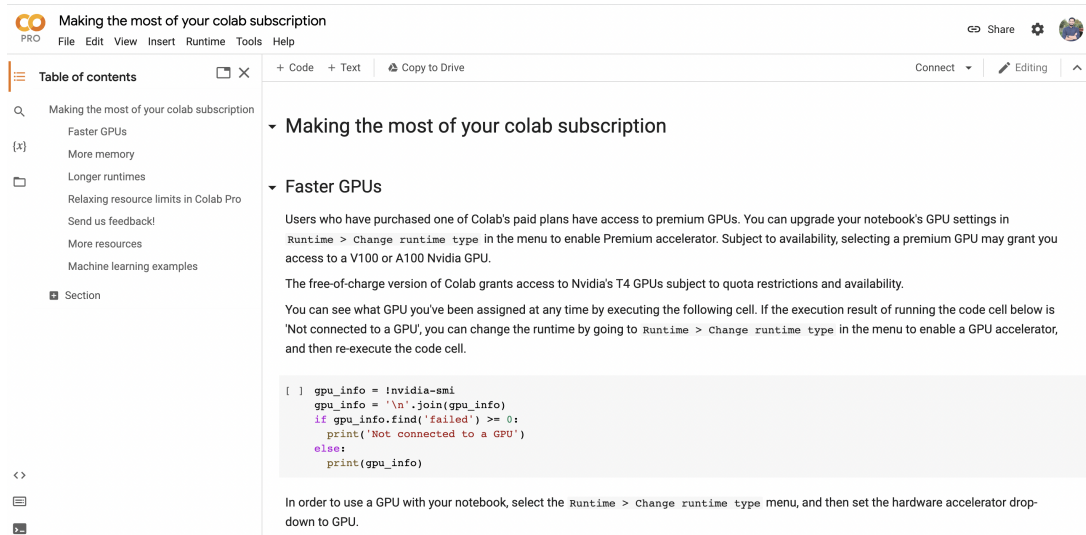 Making the most of your colab subscription
PRO
File Edit View Insert Runtime Tools Help
Share
Table of contents
+ Code + Text Copy to Drive
Connect Editing
Making the most of your colab subscription
Faster GPUs
More memory
Longer runtimes
Relaxing resource limits in Colab Pro
Send us feedback!
More resources
Machine learning examples
Section
{x}
<>
Making the most of your colab subscription
Faster GPUs
Users who have purchased one of Colab's paid plans have access to premium GPUs. You can upgrade your notebook's GPU settings in
Runtime > Change runtime type in the menu to enable Premium accelerator. Subject to availability, selecting a premium GPU may grant you
access to a V100 or A100 Nvidia GPU.
The free-of-charge version of Colab grants access to Nvidia's T4 GPUs subject to quota restrictions and availability.
You can see what GPU you've been assigned at any time by executing the following cell. If the execution result of running the code cell below is
'Not connected to a GPU', you can change the runtime by going to Runtime > Change runtime type in the menu to enable a GPU accelerator,
and then re-execute the code cell.
[ ] gpu_info = !nvidia-smi
gpu_info = '\n'.join(gpu_info)
if gpu_info.find('failed') >= 0:
  print('Not connected to a GPU')
else:
  print(gpu_info)
In order to use a GPU with your notebook, select the Runtime > Change runtime type menu, and then set the hardware accelerator drop-
down to GPU.